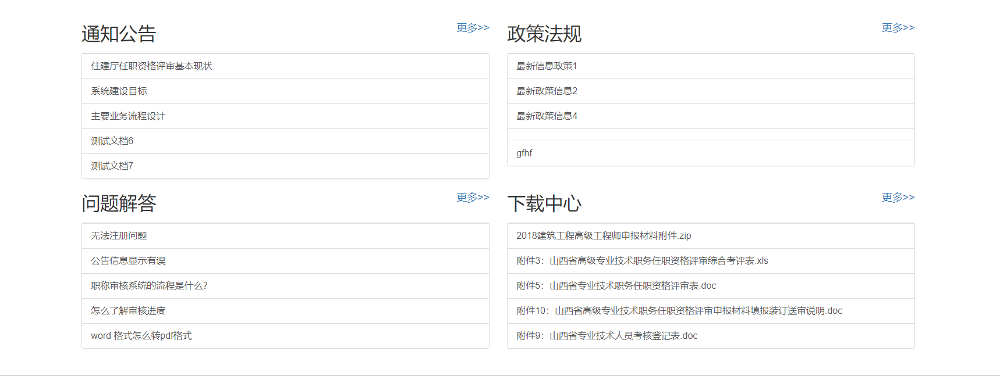 通知公告
更多>>
住建厅任职资格评审基本现状
系统建设目标
主要业务流程设计
测试文档6
测试文档7
政策法规
更多>>
最新信息政策1
最新政策信息2
最新政策信息4
gfhf
问题解答
更多>>
无法注册问题
公告信息显示有误
职称审核系统的流程是什么?
怎么了解审核进度
word 格式怎么转pdf格式
下载中心
更多>>
2018建筑工程高级工程师申报材料附件.zip
附件3：山西省高级专业技术职务任职资格评审综合考评表.xls
附件5：山西省专业技术职务任职资格评审表.doc
附件10：山西省高级专业技术职务任职资格评审申报材料填报装订送审说明.doc
附件9：山西省专业技术人员考核登记表.doc